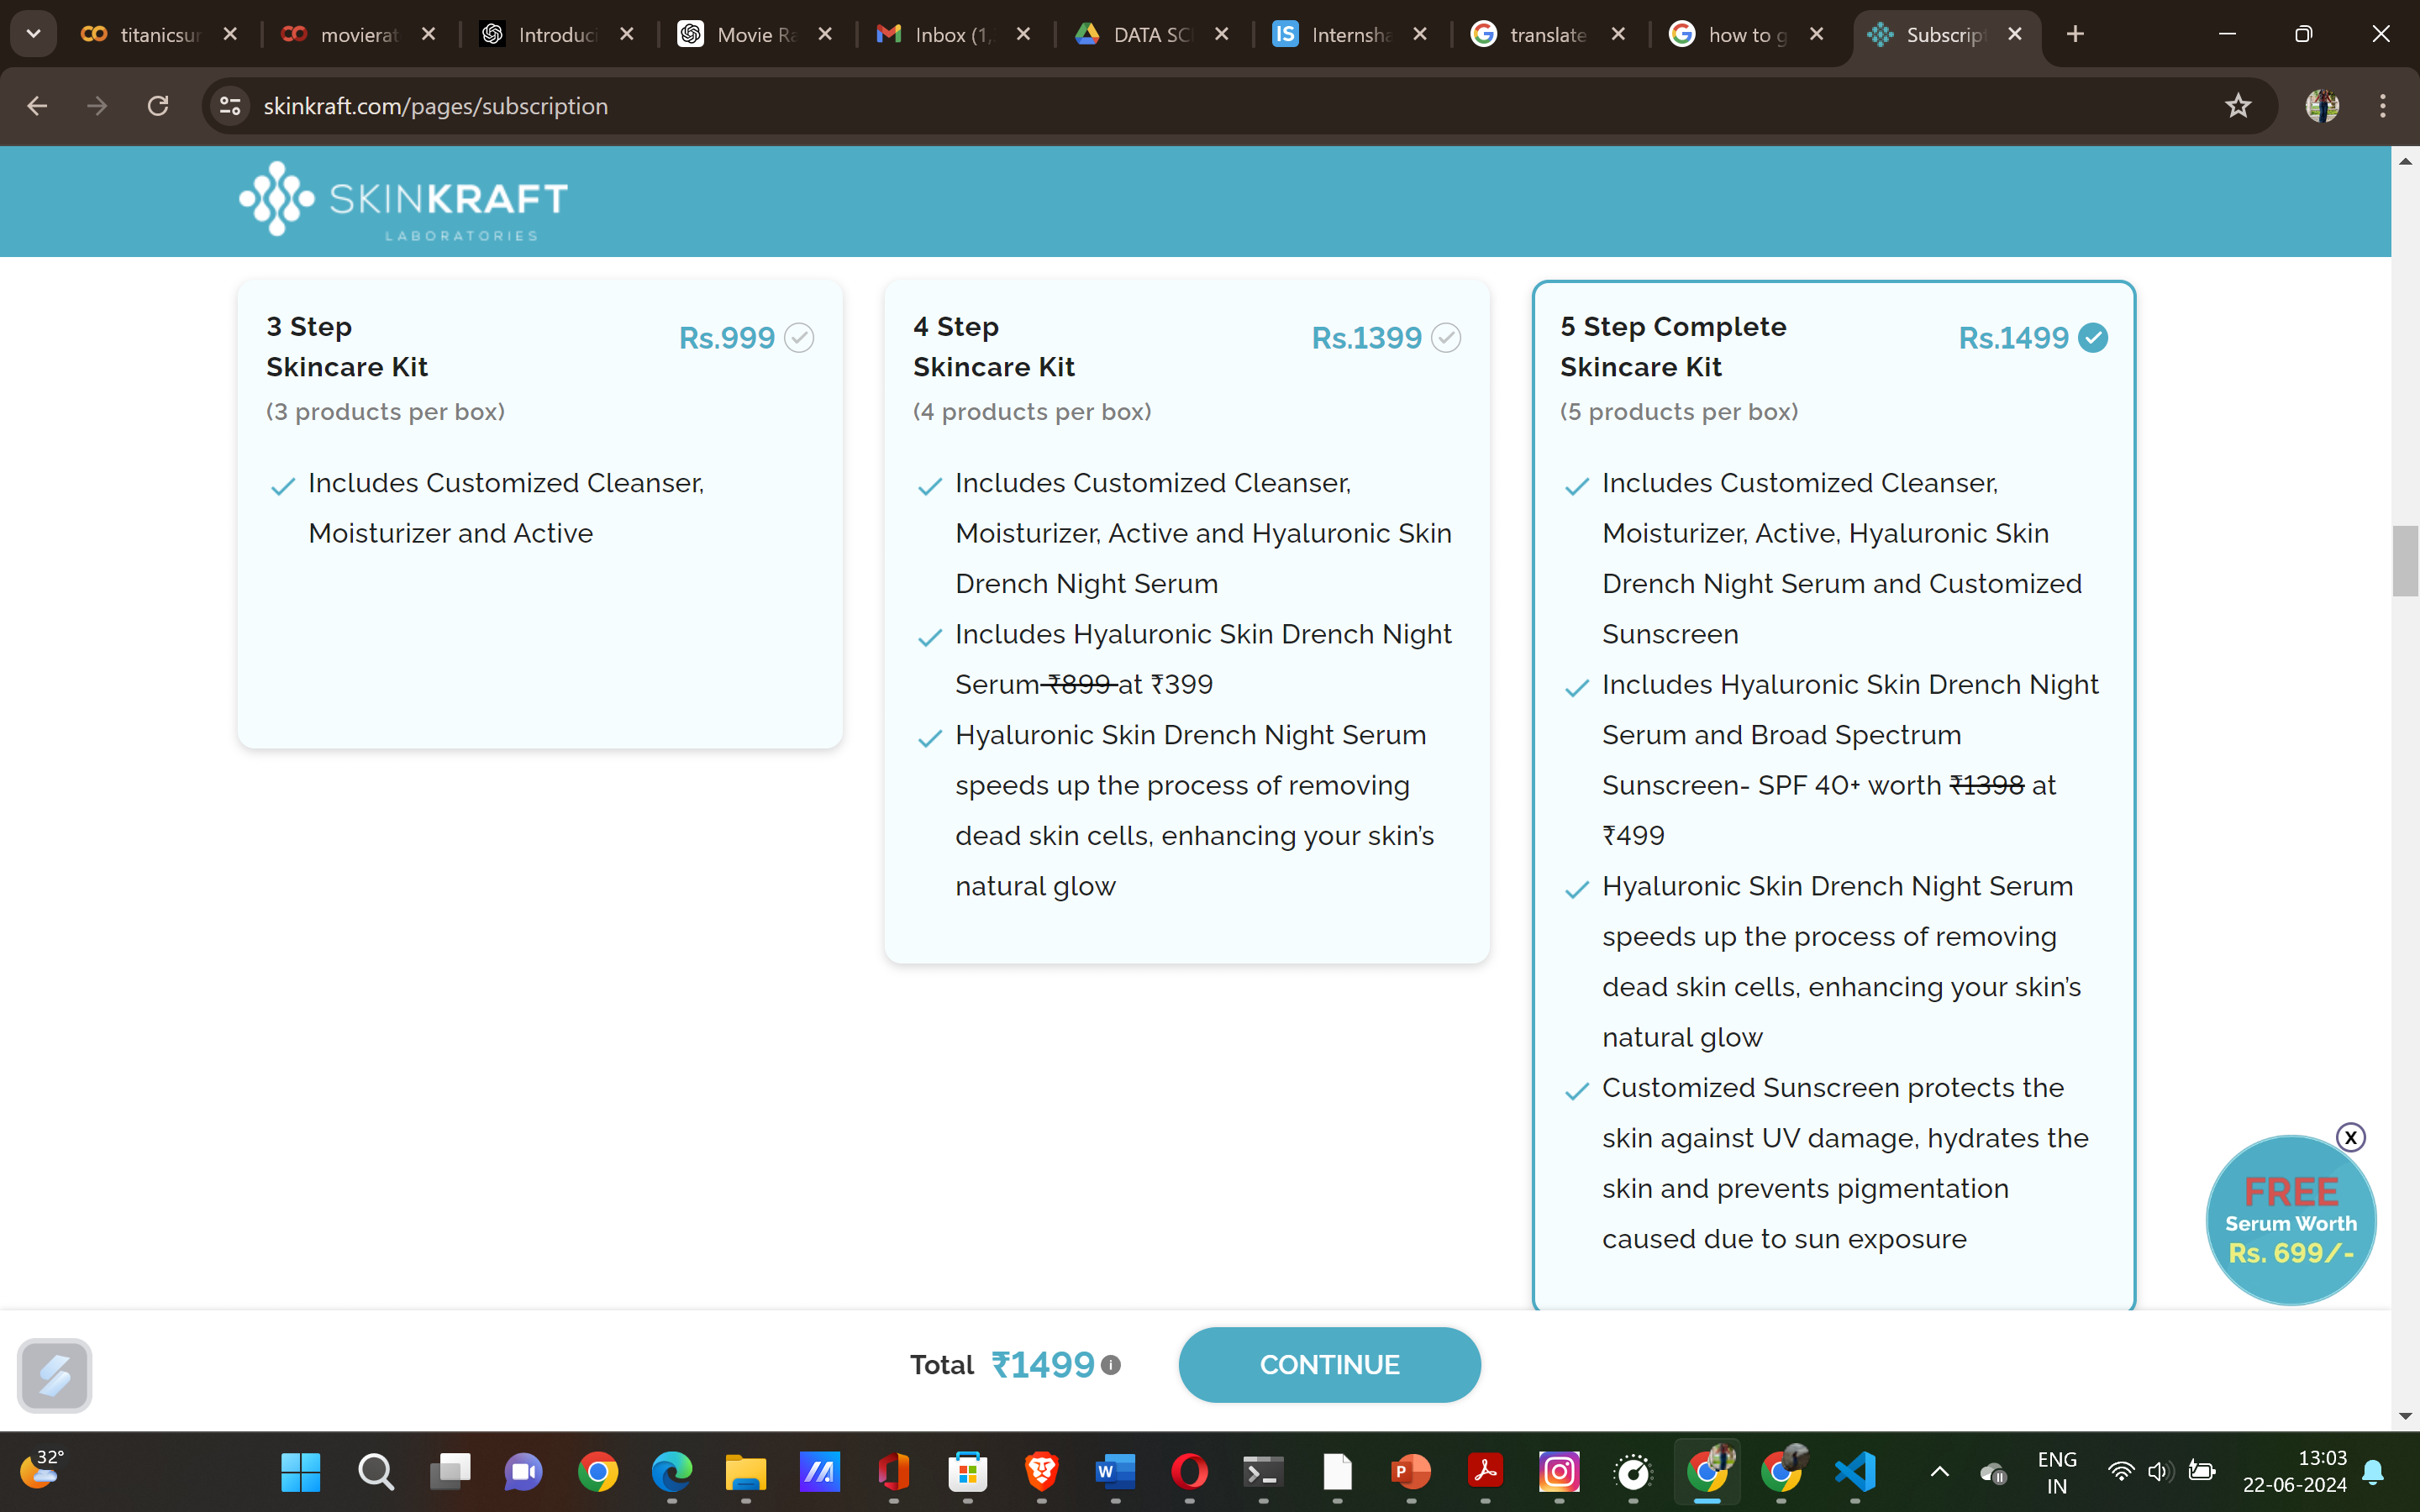 titanicsur
movierat
Introduci
Movie Ra
Inbox (1,
DATA SCI
Internsha
translate
how to g
Subscript
skinkraft.com/pages/subscription
SKINKRAFT
LABORATORIES
3 Step
Skincare Kit
Rs.999
(3 products per box)
Includes Customized Cleanser,
Moisturizer and Active
4 Step
Skincare Kit
Rs.1399
(4 products per box)
Includes Customized Cleanser,
Moisturizer, Active and Hyaluronic Skin
Drench Night Serum
Includes Hyaluronic Skin Drench Night
Serum ₹899 at ₹399
Hyaluronic Skin Drench Night Serum
speeds up the process of removing
dead skin cells, enhancing your skin’s
natural glow
5 Step Complete
Skincare Kit
Rs.1499
(5 products per box)
Includes Customized Cleanser,
Moisturizer, Active, Hyaluronic Skin
Drench Night Serum and Customized
Sunscreen
Includes Hyaluronic Skin Drench Night
Serum and Broad Spectrum
Sunscreen- SPF 40+ worth ₹1398 at
₹499
Hyaluronic Skin Drench Night Serum
speeds up the process of removing
dead skin cells, enhancing your skin’s
natural glow
Customized Sunscreen protects the
skin against UV damage, hydrates the
skin and prevents pigmentation
caused due to sun exposure
X
FREE
Serum Worth
Rs. 699/-
Total ₹1499
CONTINUE
32°
ENG
IN
13:03
22-06-2024